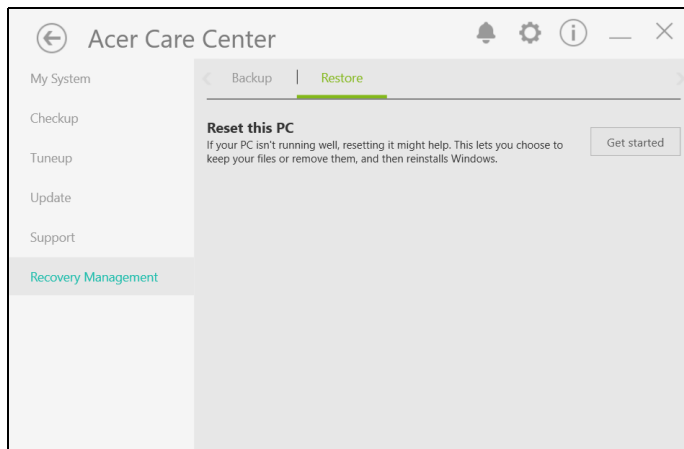 Acer Care Center
My System
Checkup
Tuneup
Update
Support
Recovery Management
Backup
Restore
Reset this PC
If your PC isn't running well, resetting it might help. This lets you choose to
keep your files or remove them, and then reinstalls Windows.
Get started